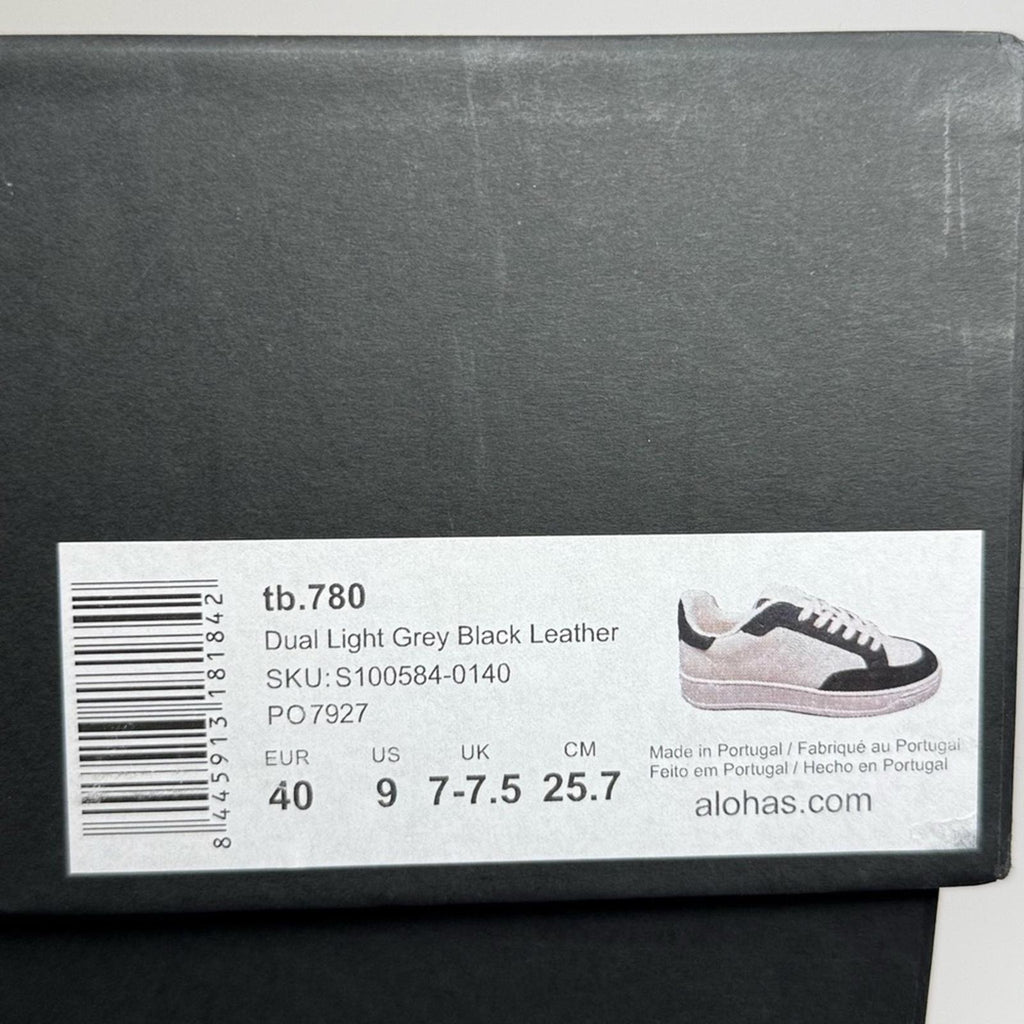 8 445913 181842
tb.780
Dual Light Grey Black Leather
SKU: S100584-0140
PO7927
EUR US UK CM
40 9 7-7.5 25.7
Made in Portugal / Fabriqué au Portugal
Feito em Portugal / Hecho en Portugal
alohas.com